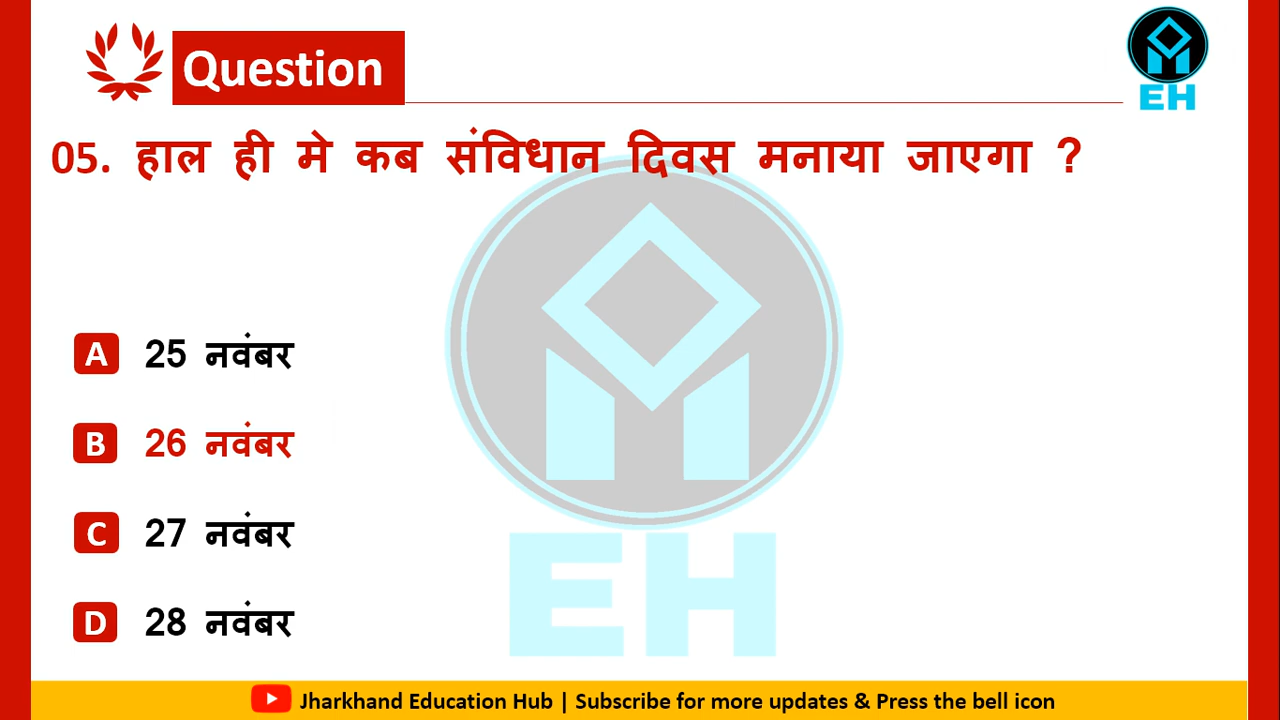 Question
EH
05. हाल ही मे कब संविधान दिवस मनाया जाएगा ?
A 25 नवंबर
B 26 नवंबर
C 27 नवंबर
D 28 नवंबर
EH
Jharkhand Education Hub | Subscribe for more updates & Press the bell icon